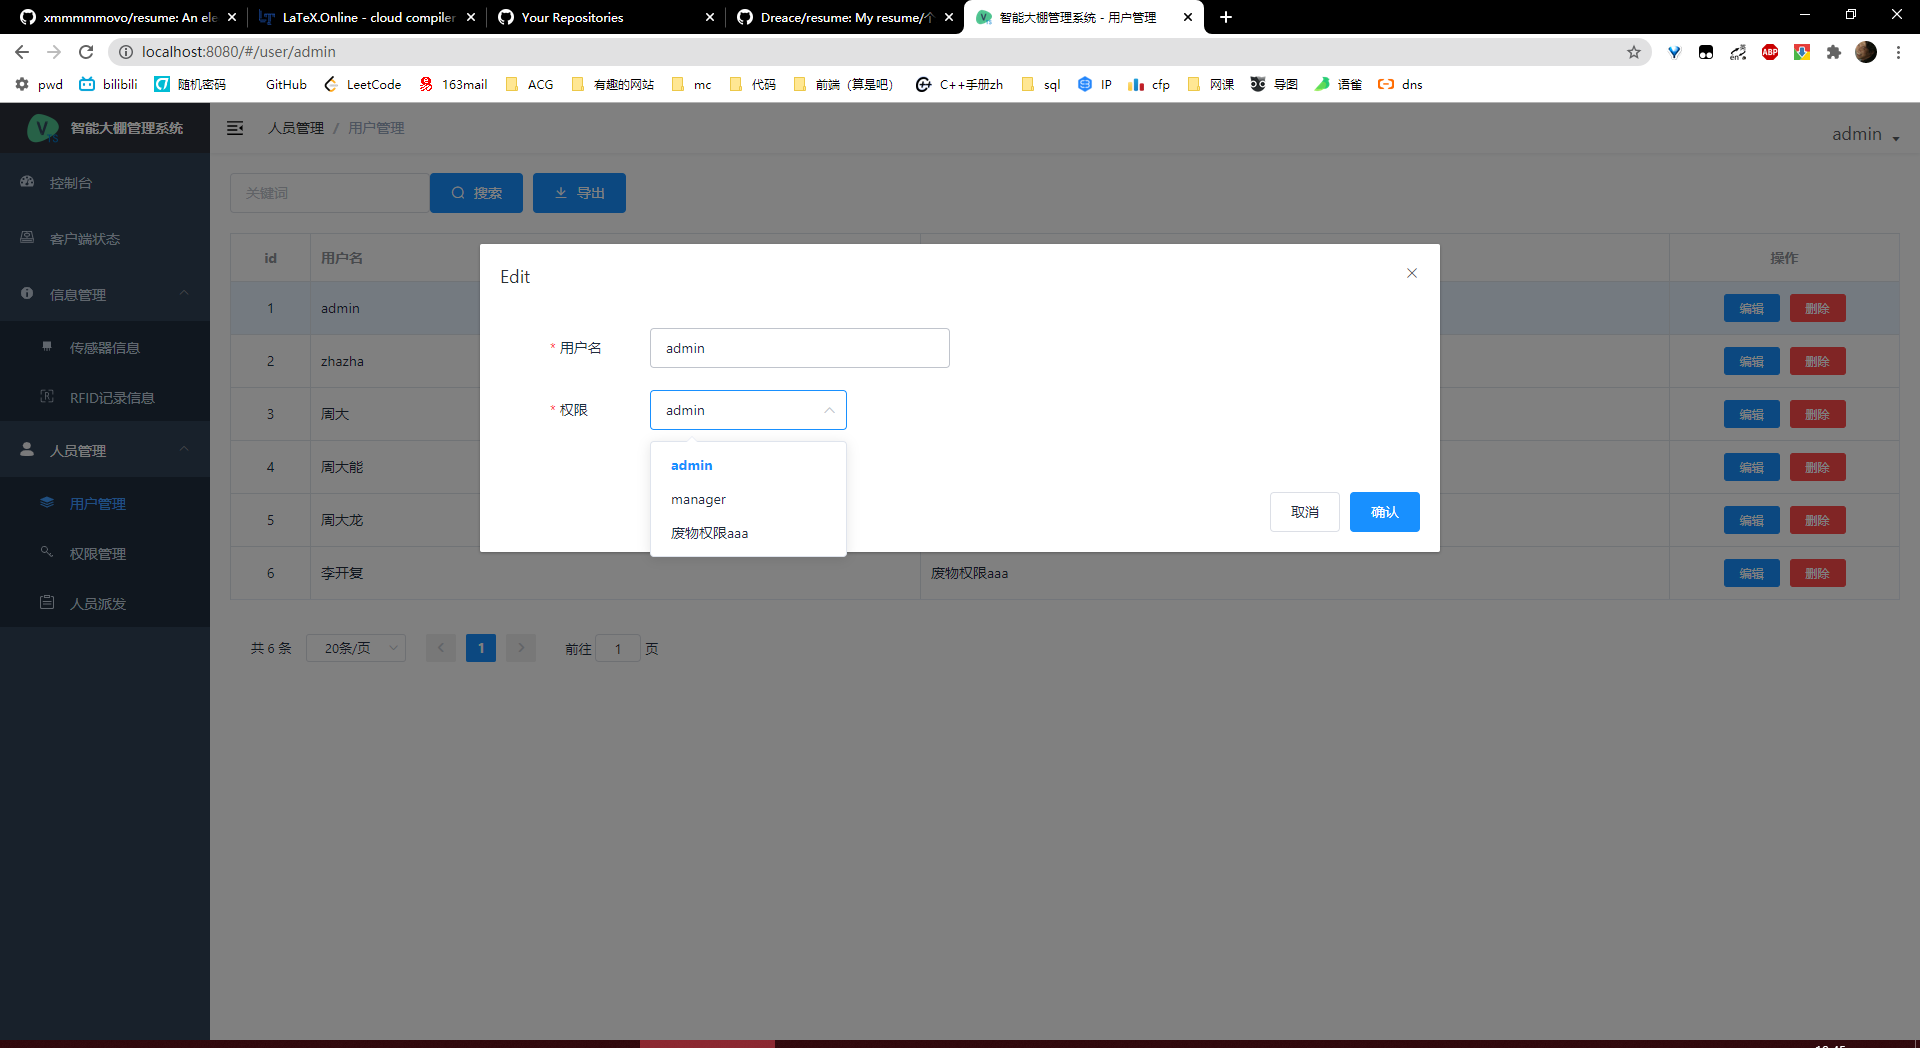 xmmmmmovo/resume: An ele
LaTeX.Online - cloud compiler
Your Repositories
Dreace/resume: My resume/个
智能大棚管理系统 - 用户管理
localhost:8080/#/user/admin
pwd
bilibili
随机密码
GitHub
LeetCode
163mail
ACG
有趣的网站
mc
代码
前端（算是吧）
C++手册zh
sql
IP
cfp
网课
导图
语雀
dns
智能大棚管理系统
人员管理 / 用户管理
admin
控制台
客户端状态
信息管理
传感器信息
RFID记录信息
人员管理
用户管理
权限管理
人员派发
关键词
搜索
导出
id
用户名
操作
1
admin
编辑
删除
2
zhazha
编辑
删除
3
周大
编辑
删除
4
周大能
编辑
删除
5
周大龙
编辑
删除
6
李开复
废物权限aaa
编辑
删除
Edit
* 用户名
admin
* 权限
admin
admin
manager
废物权限aaa
取消
确认
共 6 条
20条/页
1
前往
1
页